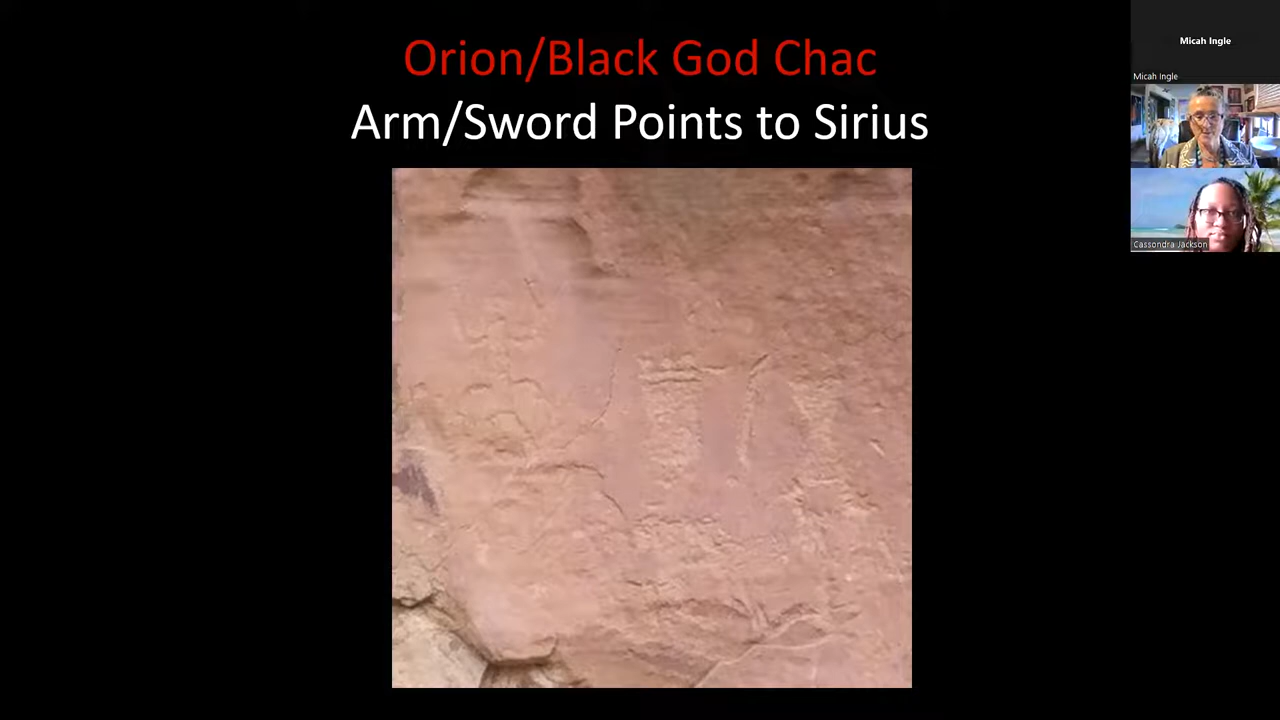 Orion/Black God Chac
Arm/Sword Points to Sirius
Micah Ingle
Micah Ingle
Cassondra Jackson